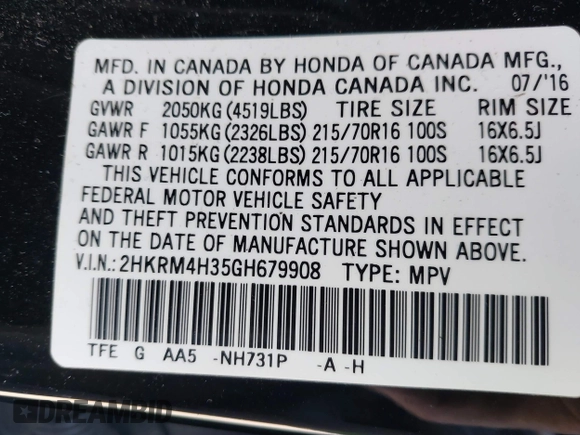 MFD. IN CANADA BY HONDA OF CANADA MFG.,
A DIVISION OF HONDA CANADA INC. 07/'16
GVWR 2050KG (4519LBS) TIRE SIZE RIM SIZE
GAWR F 1055KG (2326LBS) 215/70R16 100S 16X6.5J
GAWR R 1015KG (2238LBS) 215/70R16 100S 16X6.5J
THIS VEHICLE CONFORMS TO ALL APPLICABLE
FEDERAL MOTOR VEHICLE SAFETY
AND THEFT PREVENTION STANDARDS IN EFFECT
ON THE DATE OF MANUFACTURE SHOWN ABOVE.
V.I.N.: 2HKRM4H35GH679908 TYPE: MPV
TFE G AA5 -NH731P -A -H
DREAMBID